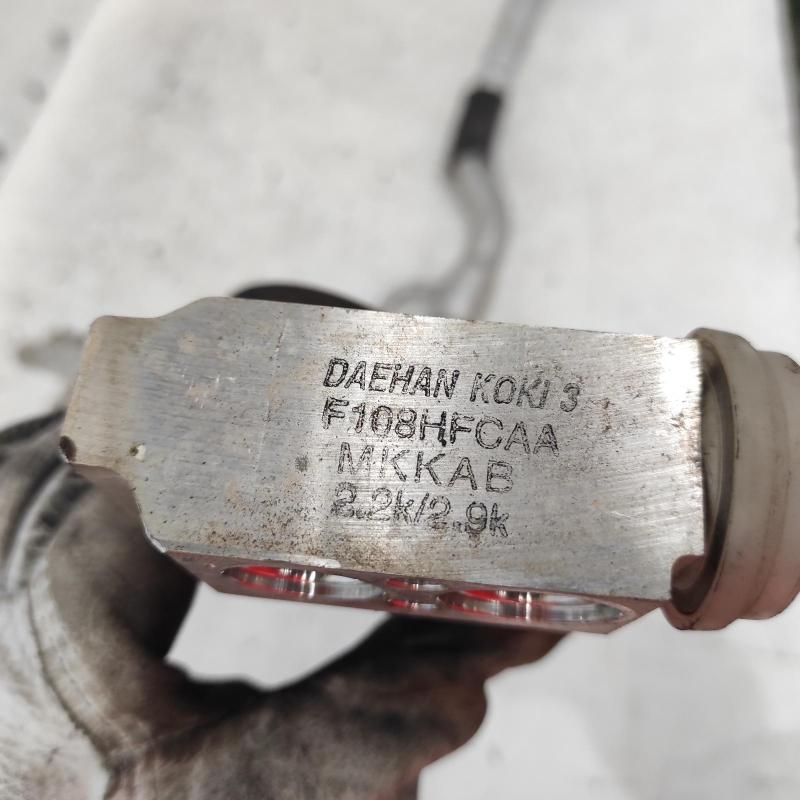 DAEHAN KOKI 3
F108HFCAA
MKKAB
2.2k/2.9k